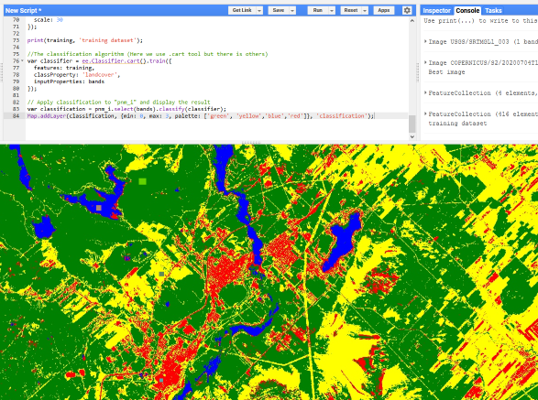 New Script *
Get Link
Save
Run
Reset
Apps
Inspector
Console
Tasks
70 scale: 30
71 });
72
73 print(training, 'training dataset');
74
75 //The classification algorithm (Here we use .cart tool but there is others)
76 var classifier = ee.Classifier.cart().train({
77 features: training,
78 classProperty: 'landcover',
79 inputProperties: bands
80 });
81
82 // Apply classification to "pnm_1" end display the result
83 var classification = pnm_1.select(bands).classify(classifier);
84 Map.addLayer(classification, {min: 0, max: 3, palette: ['green', 'yellow','blue','red']}, 'classification');
Use print(...) to write to this
Image USGS/SRTMGL1_003 (1 band
Image COPERNICUS/S2/20200704T1
Best image
FeatureCollection (4 elements,
FeatureCollection (616 element
training dataset